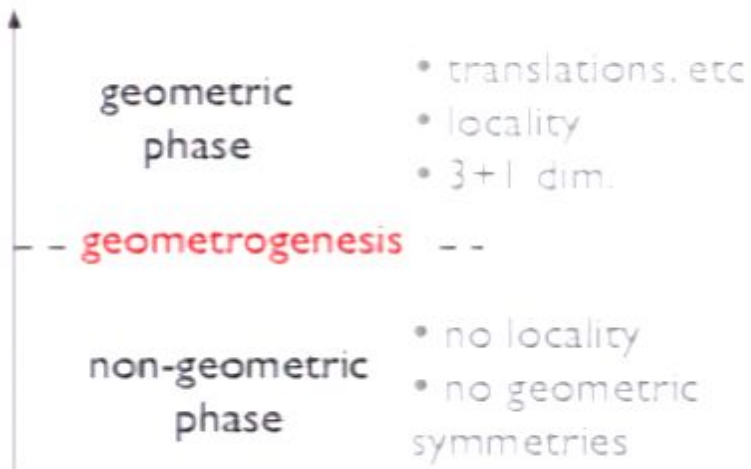 geometric
phase
• translations, etc
• locality
• 3+1 dim.
geometrogenesis
non-geometric
phase
• no locality
• no geometric
symmetries